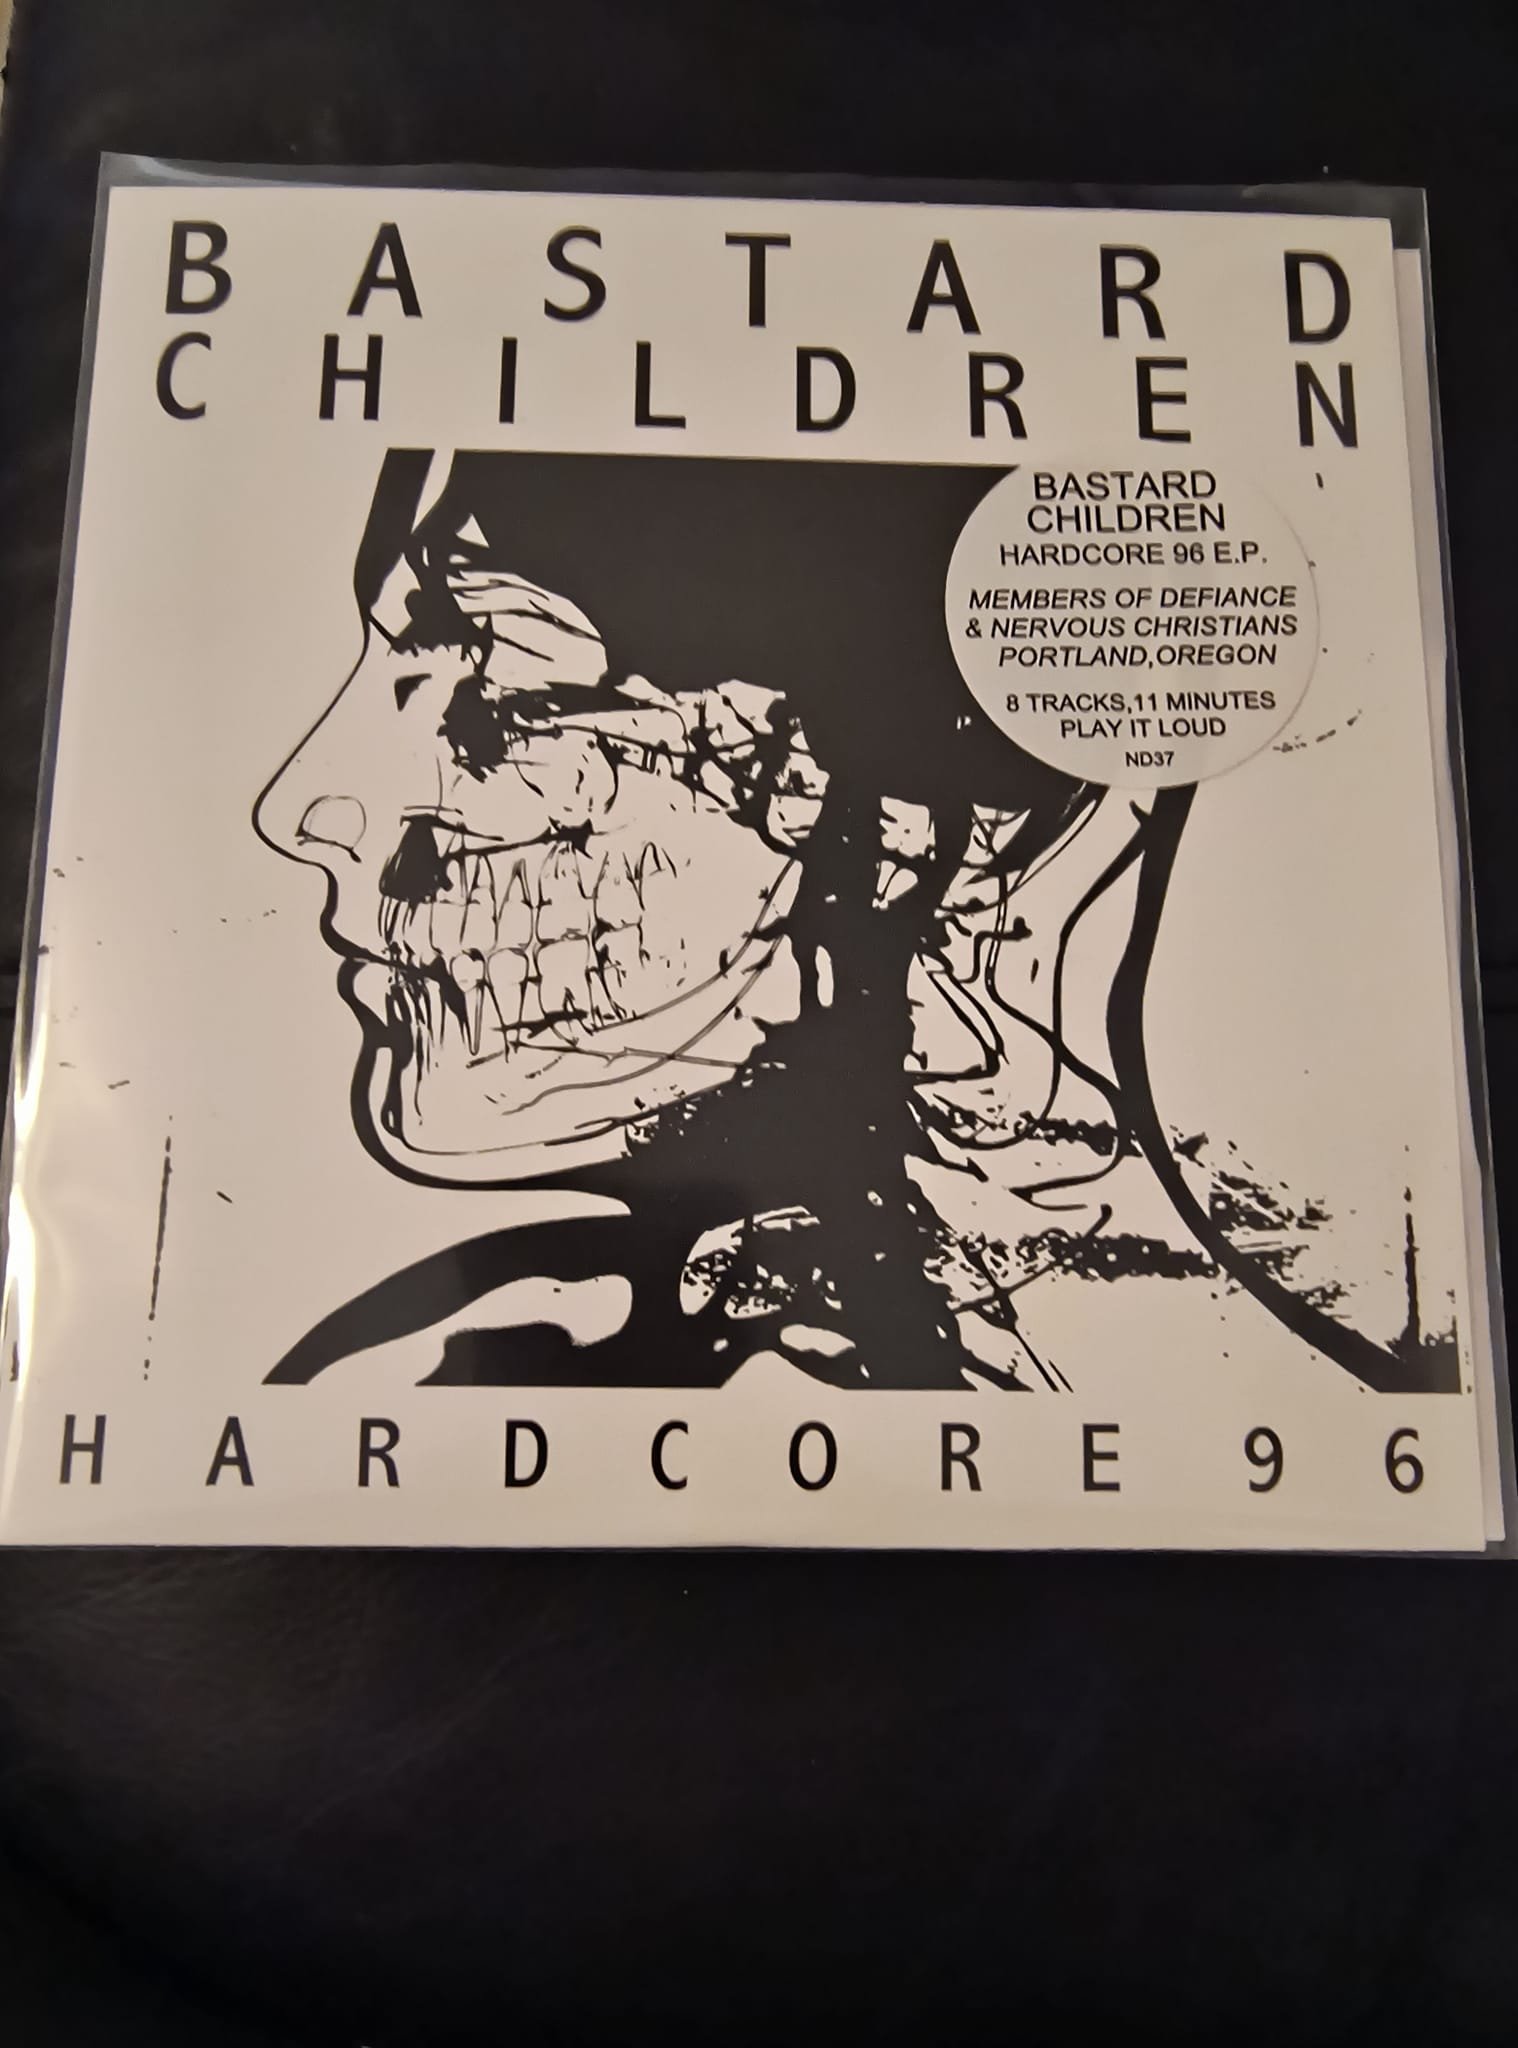 BASTARD
CHILDREN
BASTARD
CHILDREN
HARDCORE 96 E.P.
MEMBERS OF DEFIANCE
& NERVOUS CHRISTIANS
PORTLAND,OREGON
8 TRACKS,11 MINUTES
PLAY IT LOUD
ND37
HARDCORE 96